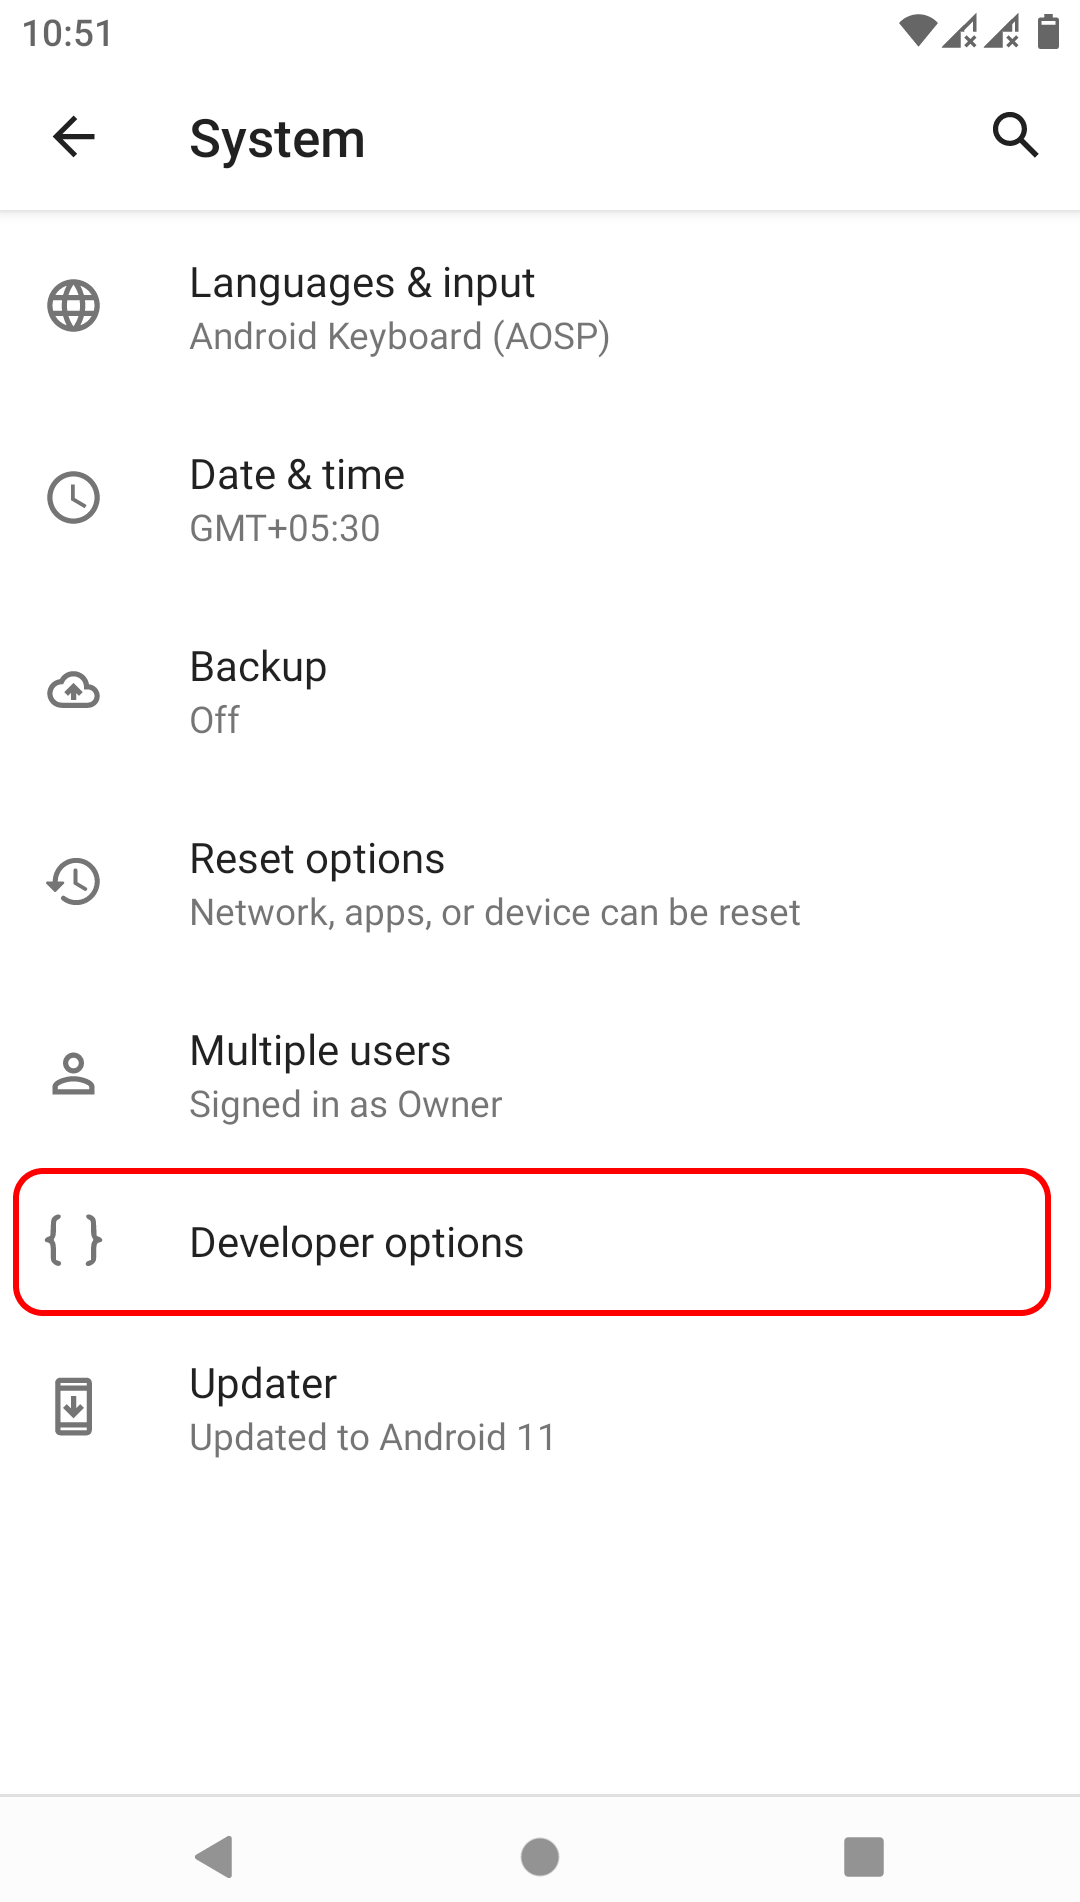 10:51
System
Languages & input
Android Keyboard (AOSP)
Date & time
GMT+05:30
Backup
Off
Reset options
Network, apps, or device can be reset
Multiple users
Signed in as Owner
{ } Developer options
Updater
Updated to Android 11